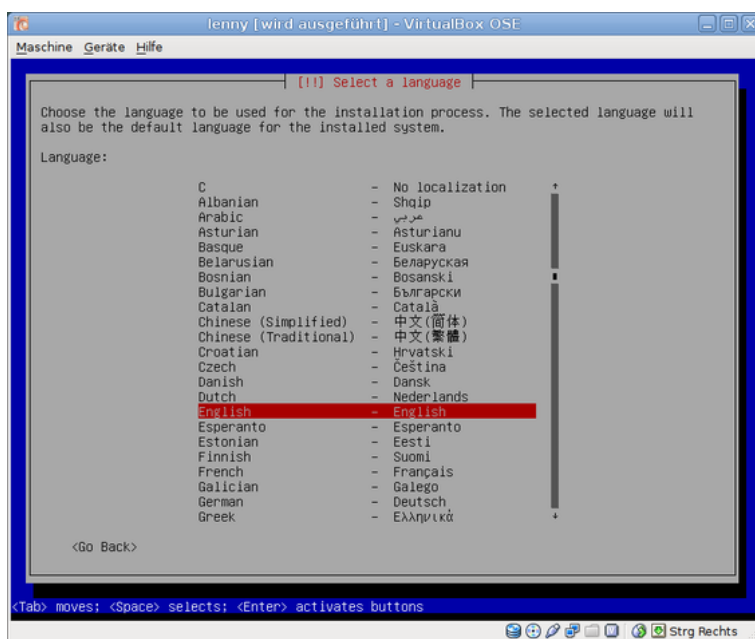 lenny [wird ausgeführt] - VirtualBox OSE
Maschine Geräte Hilfe
[!!] Select a language
Choose the language to be used for the installation process. The selected language will
also be the default language for the installed system.
Language:
C - No localization
Albanian - Shqip
Arabic - عربي
Asturian - Asturianu
Basque - Euskara
Belarusian - Беларуская
Bosnian - Bosanski
Bulgarian - Български
Catalan - Català
Chinese (Simplified) - 中文(简体)
Chinese (Traditional) - 中文(繁體)
Croatian - Hrvatski
Czech - Čeština
Danish - Dansk
Dutch - Nederlands
English - English
Esperanto - Esperanto
Estonian - Eesti
Finnish - Suomi
French - Français
Galician - Galego
German - Deutsch
Greek - Ελληνικά
<Go Back>
<Tab> moves; <Space> selects; <Enter> activates buttons
Strg Rechts